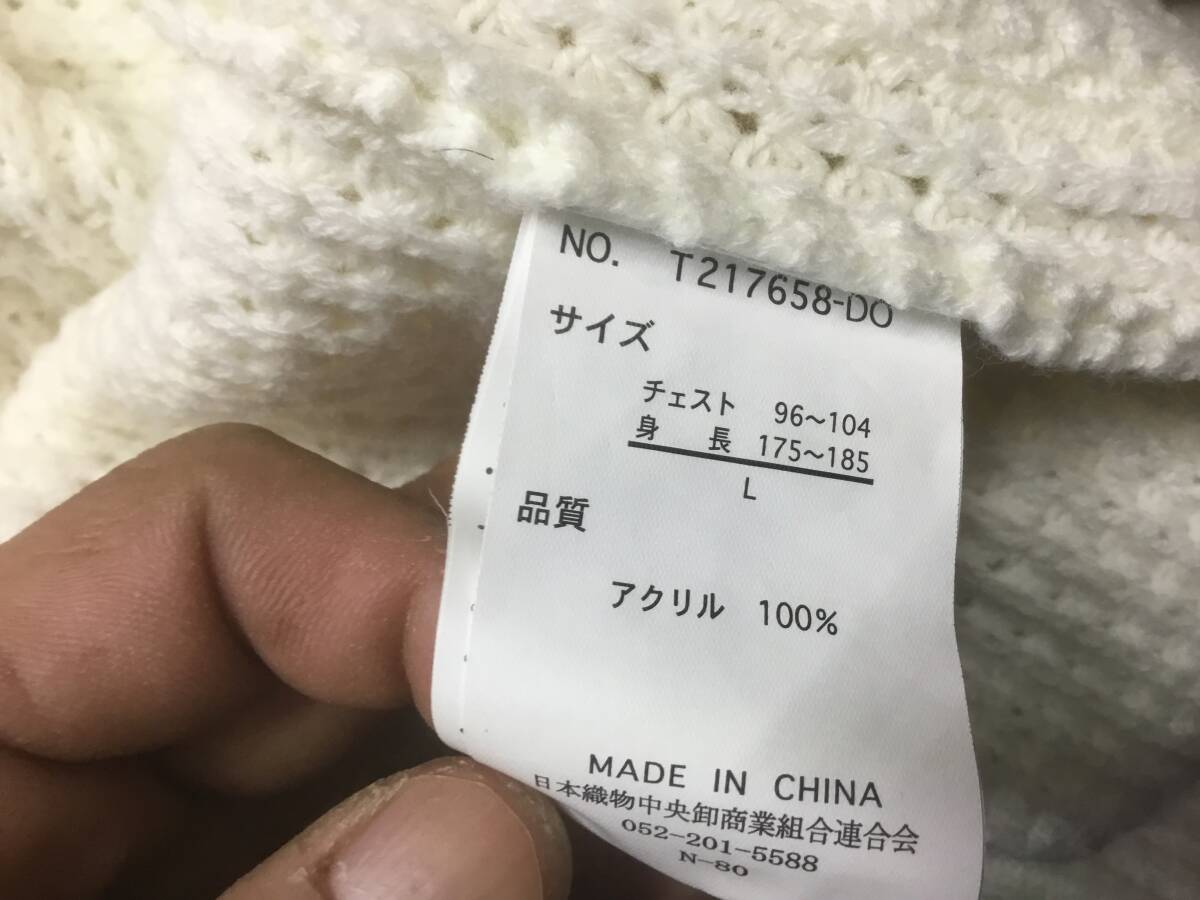 NO. T217658-DO
サイズ
チェスト 96~104
身長 175~185
L
品質
アクリル 100%
MADE IN CHINA
日本織物中央卸商業組合連合会
052-201-5588
N-80